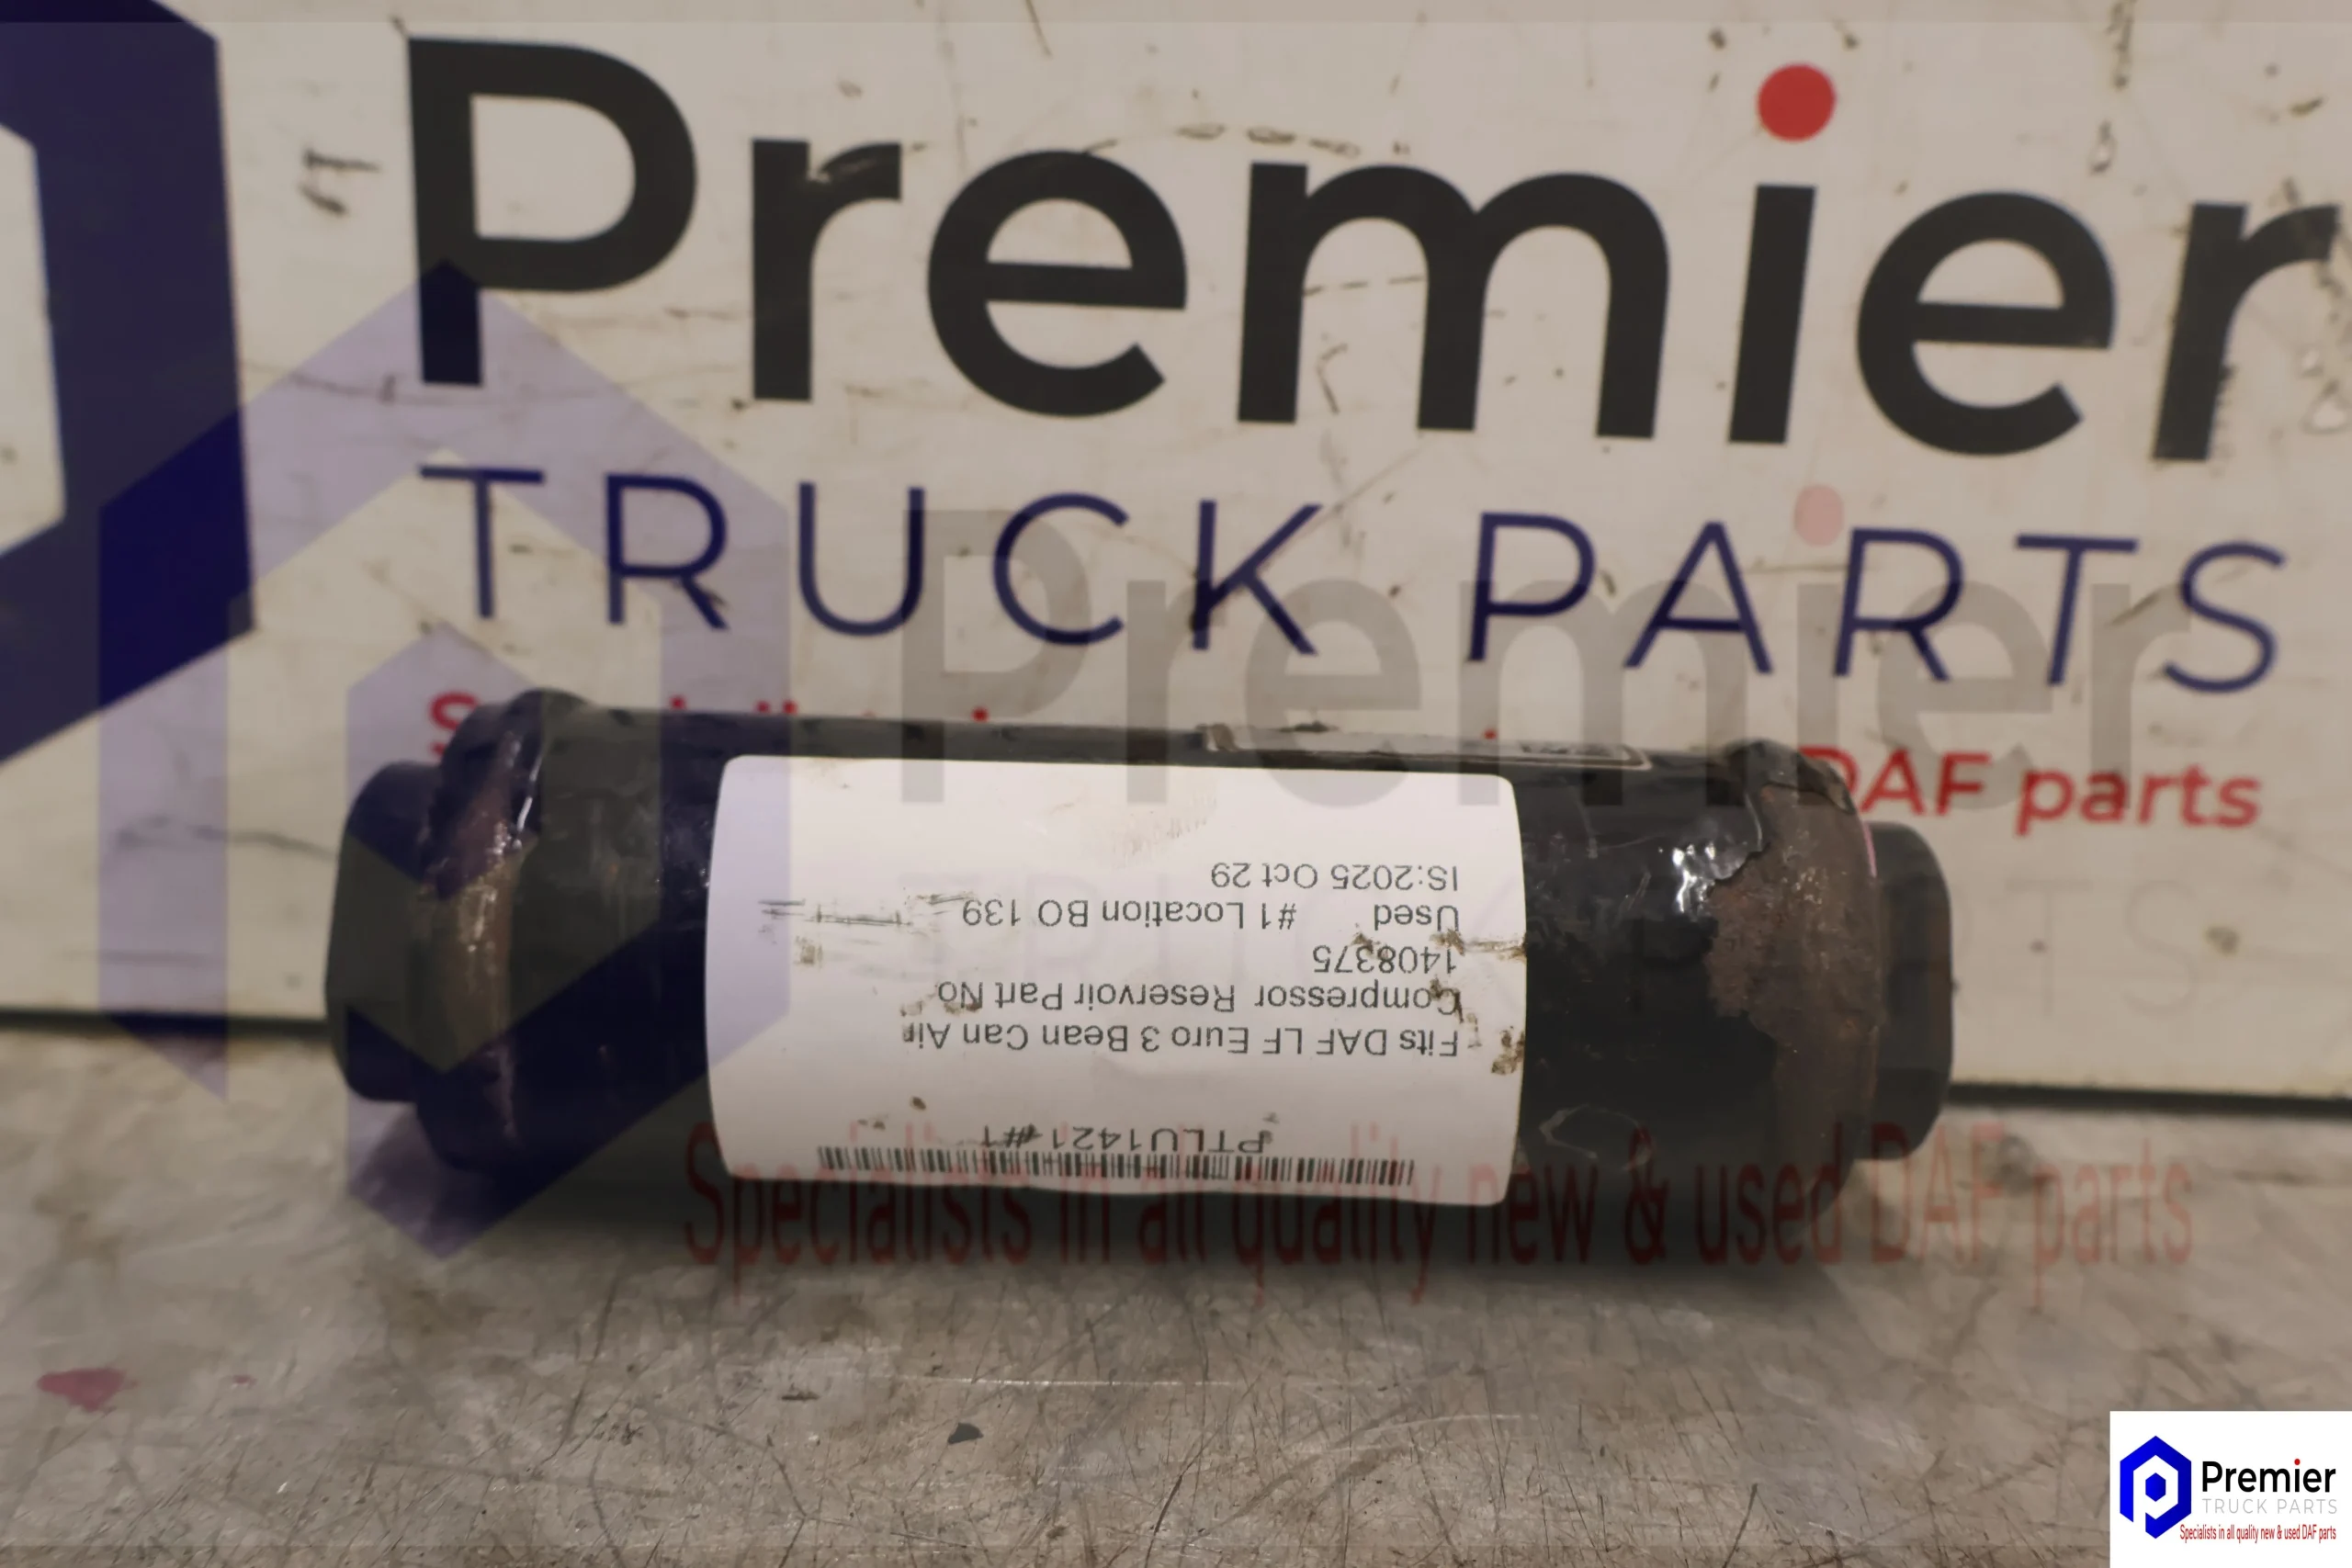 Premier
TRUCK PARTS
DAF parts
Premier
Specialists in all quality new & used DAF parts
PTLU1421 #1
Fits DAF LF Euro 3 Bean Can Air
Compressor Reservoir Part No
1408375
Used #1 Location BO 139
IS:2025 Oct 29
Premier
TRUCK PARTS
Specialists in all quality new & used DAF parts